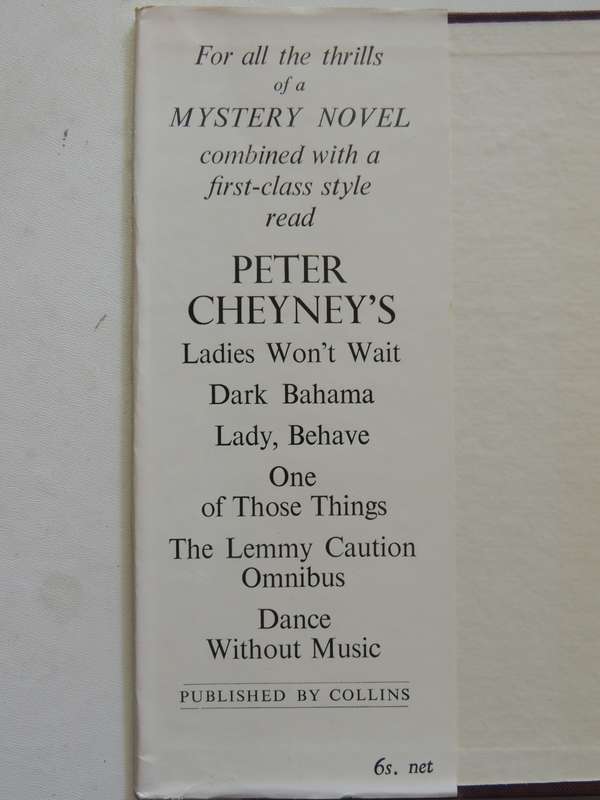 For all the thrills
of a
MYSTERY NOVEL
combined with a
first-class style
read
PETER
CHEYNEY'S
Ladies Won't Wait
Dark Bahama
Lady, Behave
One
of Those Things
The Lemmy Caution
Omnibus
Dance
Without Music
PUBLISHED BY COLLINS
6s. net